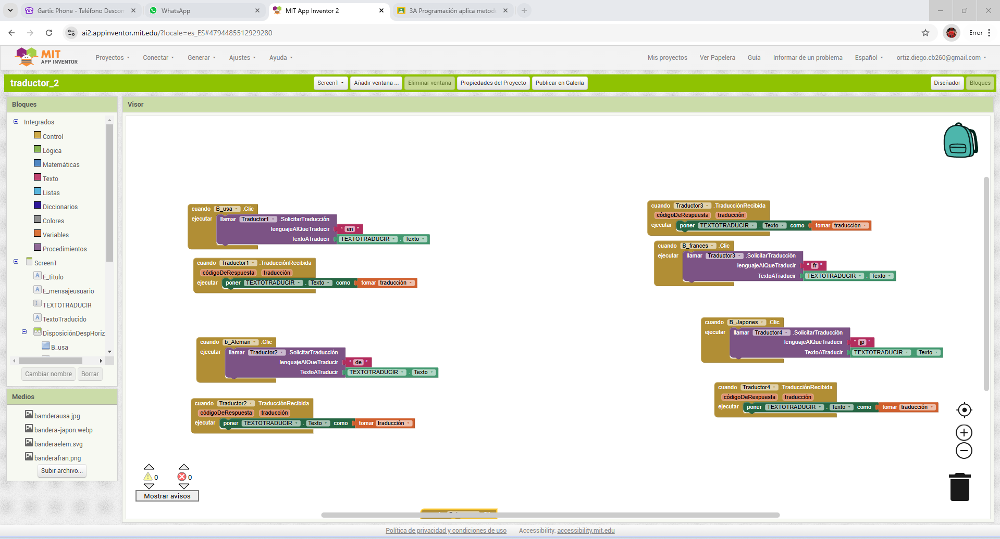 Gartic Phone - Teléfono Descon
WhatsApp
MIT App Inventor 2
3A Programación aplica metod
ai2.appinventor.mit.edu/?locale=es_ES#4794485512929280
Error
MIT
APP INVENTOR
Proyectos
Conectar
Generar
Ajustes
Ayuda
Mis proyectos
Ver Papelera
Guía
Informar de un problema
Español
ortiz.diego.cb260@gmail.com
traductor_2
Screen1
Añadir ventana ...
Eliminar ventana
Propiedades del Proyecto
Publicar en Galería
Diseñador
Bloques
Bloques
Integrados
Control
Lógica
Matemáticas
Texto
Listas
Diccionarios
Colores
Variables
Procedimientos
Screen1
E_titulo
E_mensajeusuario
TEXTOTRADUCIR
TextoTraducido
DisposiciónDespHoriz
B_usa
Cambiar nombre
Borrar
Medios
bamderausa.jpg
bandera-japon.webp
banderaelem.svg
banderafran.png
Subir archivo...
Visor
cuando B_usa .Clic
ejecutar llamar Traductor1 .SolicitarTraducción
lenguajeAlQueTraducir " en "
TextoATraducir TEXTOTRADUCIR . Texto
cuando Traductor1 .TraducciónRecibida
códigoDeRespuesta traducción
ejecutar poner TEXTOTRADUCIR . Texto como tomar traducción
cuando b_Aleman .Clic
ejecutar llamar Traductor2 .SolicitarTraducción
lenguajeAlQueTraducir " de "
TextoATraducir TEXTOTRADUCIR . Texto
cuando Traductor2 .TraducciónRecibida
códigoDeRespuesta traducción
ejecutar poner TEXTOTRADUCIR . Texto como tomar traducción
cuando Traductor3 .TraducciónRecibida
códigoDeRespuesta traducción
ejecutar poner TEXTOTRADUCIR . Texto como tomar traducción
cuando B_frances .Clic
ejecutar llamar Traductor3 .SolicitarTraducción
lenguajeAlQueTraducir " fr "
TextoATraducir TEXTOTRADUCIR . Texto
cuando B_Japones .Clic
ejecutar llamar Traductor4 .SolicitarTraducción
lenguajeAlQueTraducir " jp "
TextoATraducir TEXTOTRADUCIR . Texto
cuando Traductor4 .TraducciónRecibida
códigoDeRespuesta traducción
ejecutar poner TEXTOTRADUCIR . Texto como tomar traducción
0
0
Mostrar avisos
Política de privacidad y condiciones de uso
Accessibility: accessibility.mit.edu